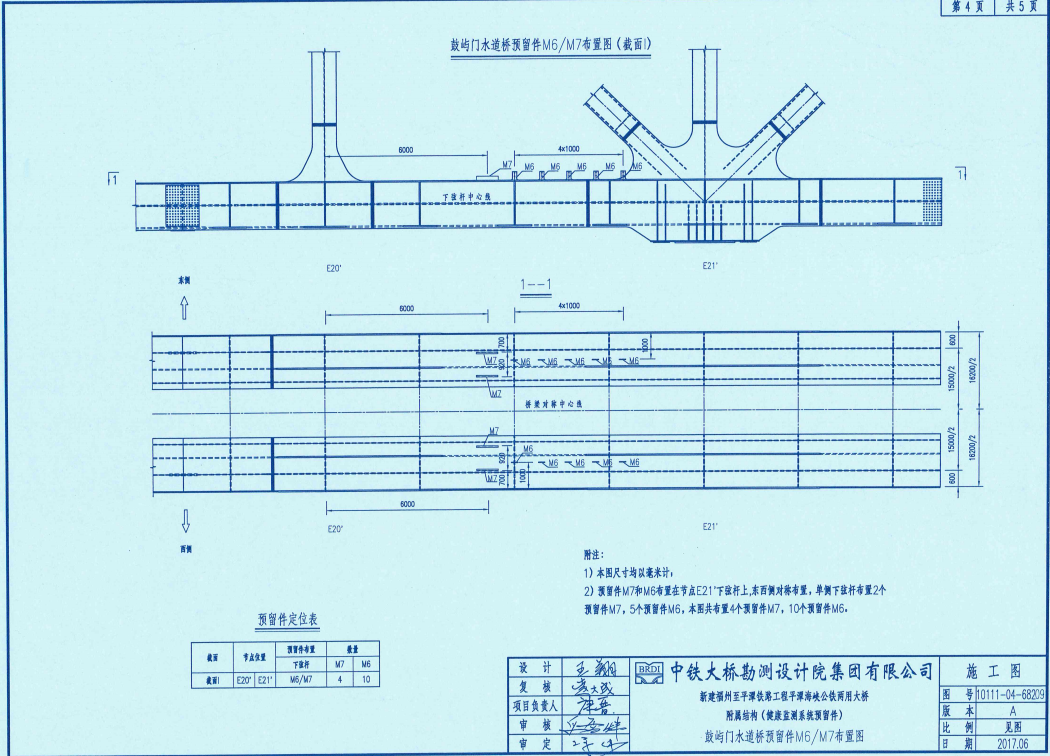 第 4 页 共 5 页
鼓屿门水道桥预留件M6/M7布置图(截面I)
6000
4x1000
M7 M6 M6 M6 M6 M6
1 1
下弦杆中心线
E20' E21'
东侧
1--1
6000
4x1000
700
920
1000
M7 M6 M6 M6 M6 M6
M7
600
15000/2
16200/2
桥梁对称中心线
M7
M6
M6 M6 M6 M6
M7
920
700
1000
15000/2
16200/2
600
6000
E20' E21'
西侧
附注:
1) 本图尺寸均以毫米计;
2) 预留件M7和M6布置在节点E21'下弦杆上,东西侧对称布置,单侧下弦杆布置2个
预留件M7,5个预留件M6,本图共布置4个预留件M7,10个预留件M6。
预留件定位表
截面 节点位置 预留件布置 数量
下弦杆 M7 M6
截面I E20' E21' M6/M7 4 10
设 计
复 核
项目负责人
审 核
审 定
BRDI 中铁大桥勘测设计院集团有限公司
新建福州至平潭铁路工程平潭海峡公铁两用大桥
附属结构(健康监测系统预留件)
鼓屿门水道桥预留件M6/M7布置图
施 工 图
图 号 10111-04-68209
版 本 A
比 例 见图
日 期 2017.06